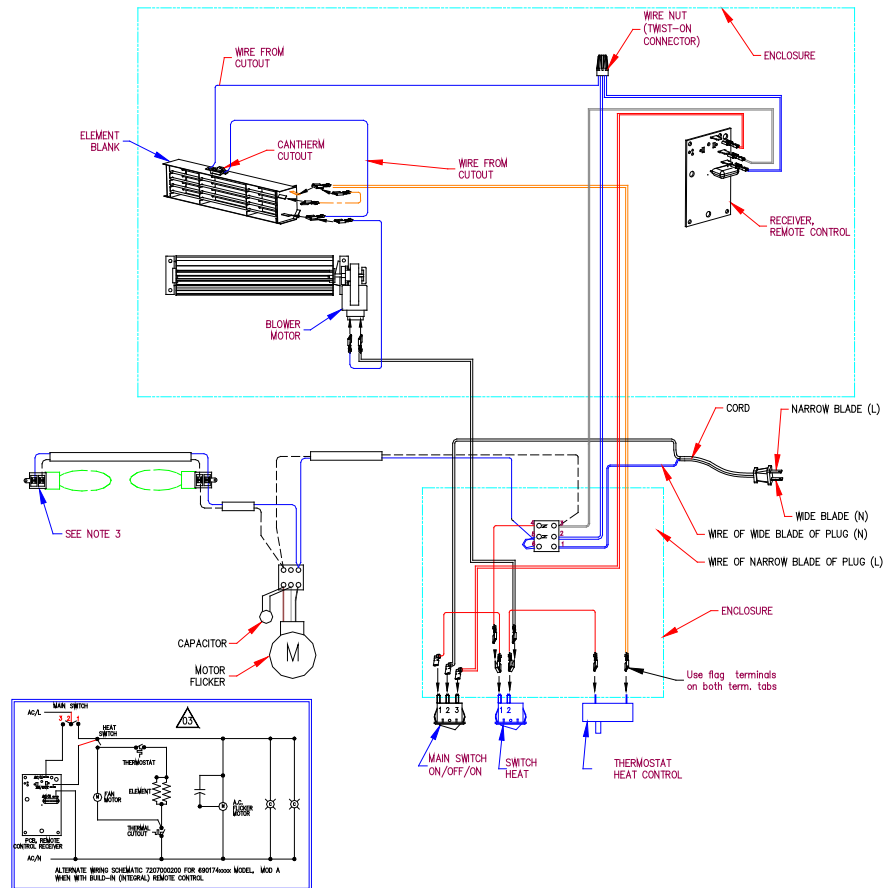 WIRE NUT
(TWIST-ON
CONNECTOR)
ENCLOSURE
WIRE FROM
CUTOUT
ELEMENT
BLANK
CANTHERM
CUTOUT
WIRE FROM
CUTOUT
RECEIVER,
REMOTE CONTROL
BLOWER
MOTOR
CORD
NARROW BLADE (L)
WIDE BLADE (N)
WIRE OF WIDE BLADE OF PLUG (N)
WIRE OF NARROW BLADE OF PLUG (L)
SEE NOTE 3
ENCLOSURE
CAPACITOR
M
MOTOR
FLICKER
Use flag terminals
on both term. tabs
1 2 3
1 2
MAIN SWITCH
ON/OFF/ON
SWITCH
HEAT
THERMOSTAT
HEAT CONTROL
MAIN SWITCH
AC/L
3 2 1
HEAT
SWITCH
03
THERMOSTAT
FAN
MOTOR
ELEMENT
A.C.
FLICKER
MOTOR
THERMAL
CUTOUT
PCB, REMOTE
CONTROL RECEIVER
AC/N
ALTERNATE WIRING SCHEMATIC 7207000200 FOR 690174xxxx MODEL, MOD A
WHEN WITH BUILD-IN (INTEGRAL) REMOTE CONTROL